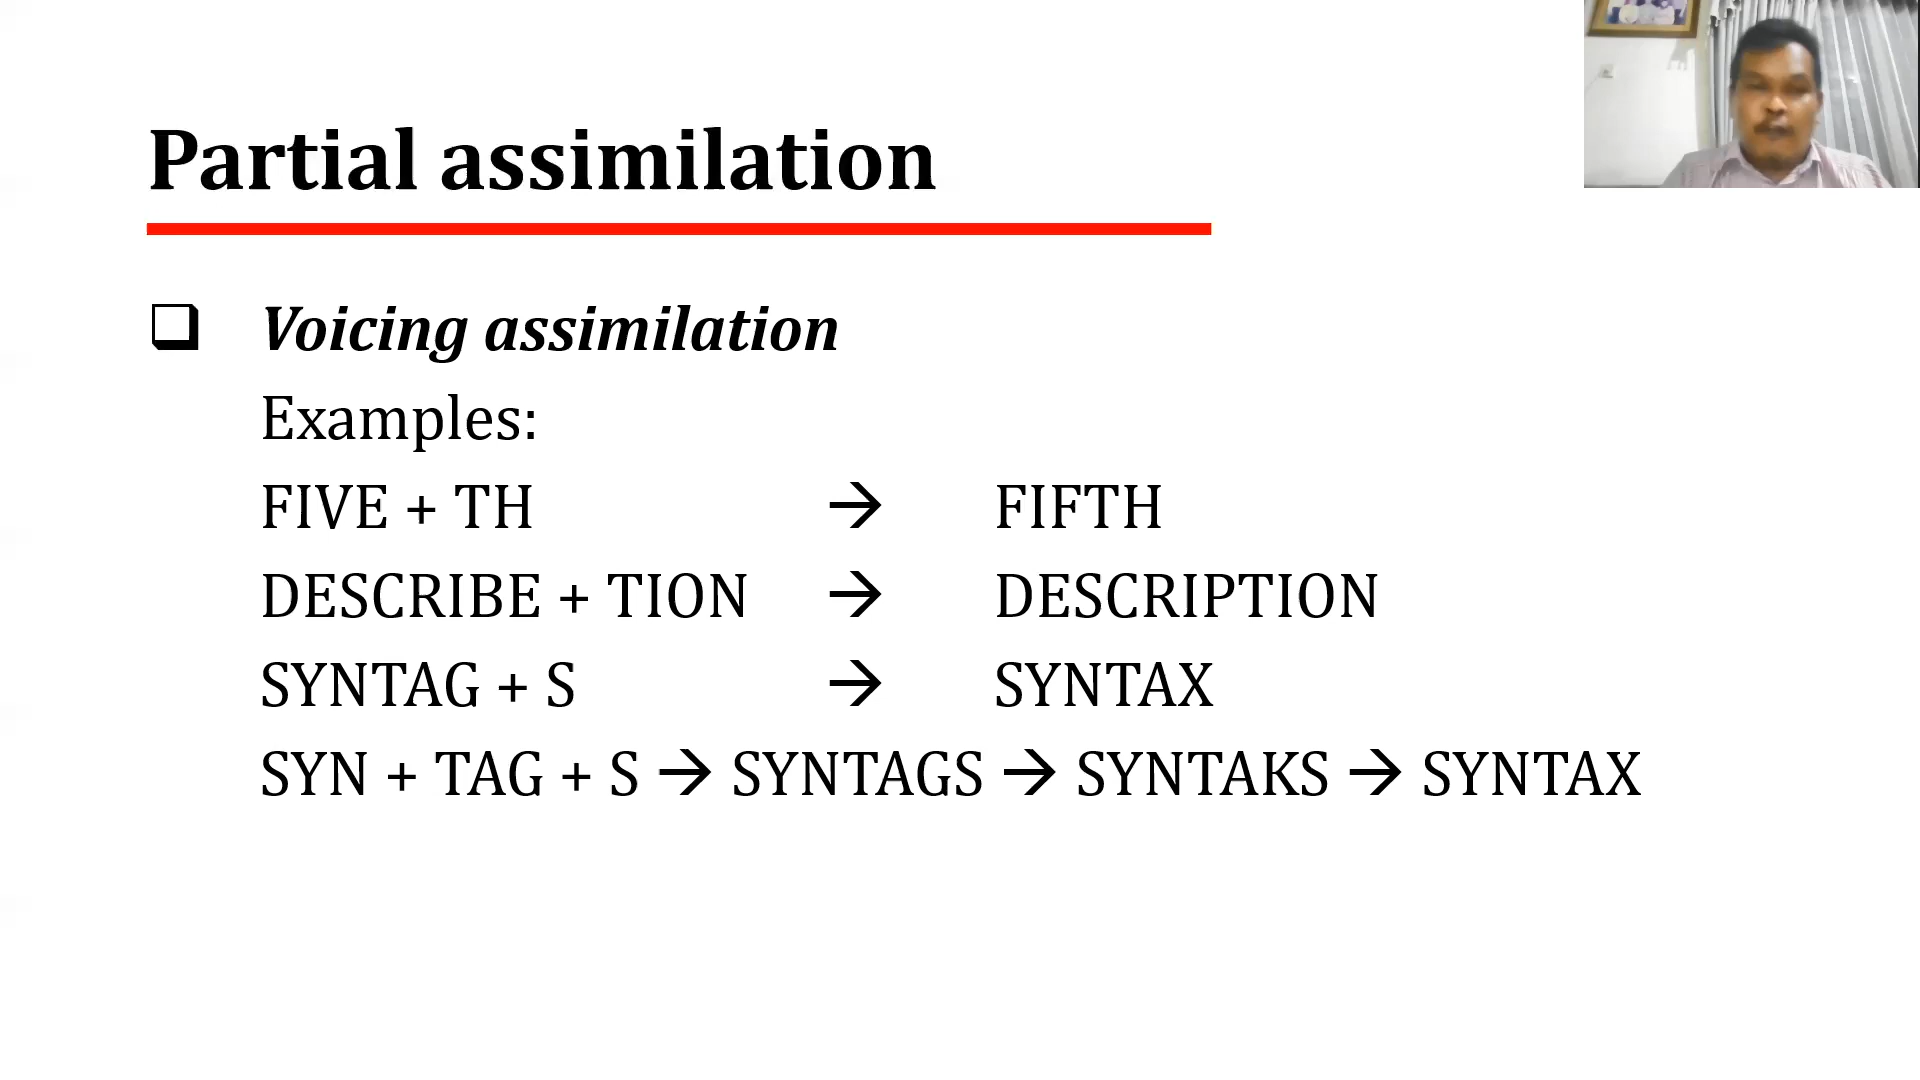 Partial assimilation
❑ Voicing assimilation
Examples:
FIVE + TH → FIFTH
DESCRIBE + TION → DESCRIPTION
SYNTAG + S → SYNTAX
SYN + TAG + S → SYNTAGS → SYNTAKS → SYNTAX